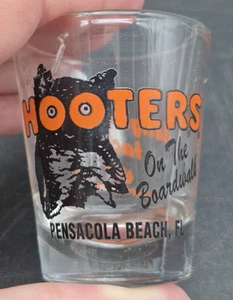 HOOTERS
On The
Boardwalk
PENSACOLA BEACH, FL